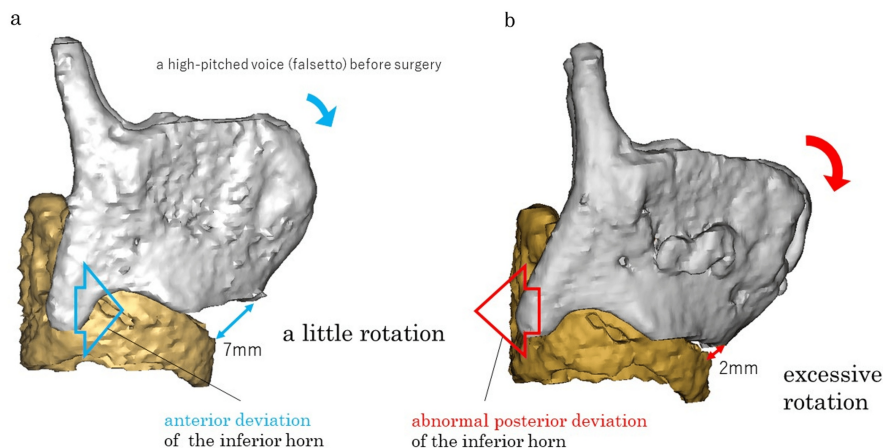 a
a high-pitched voice (falsetto) before surgery
7mm
a little rotation
anterior deviation
of the inferior horn
b
2mm
excessive
rotation
abnormal posterior deviation
of the inferior horn